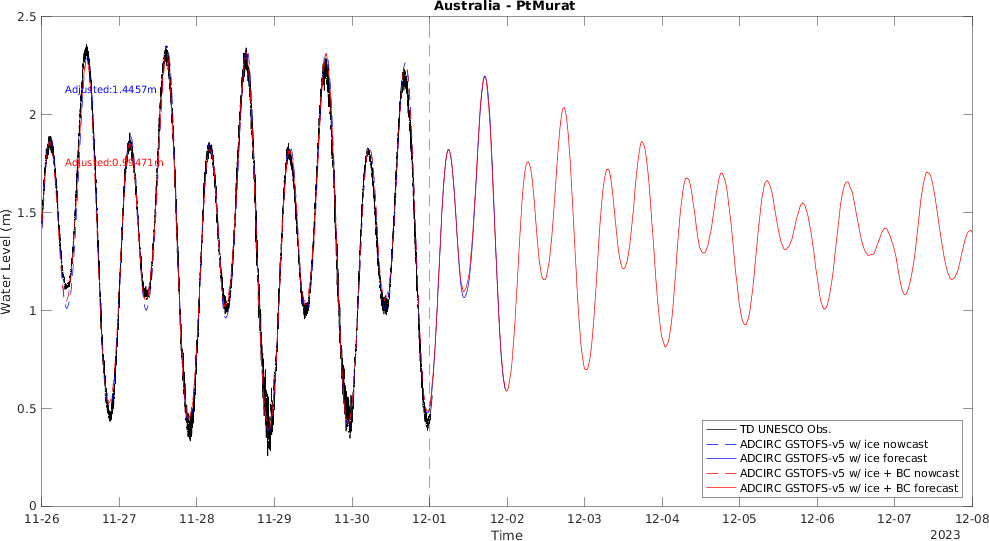 Australia - PtMurat
2.5
2
1.5
1
0.5
0
Water Level (m)
Adjusted:1.4457m
Adjusted:0.99471m
TD UNESCO Obs.
ADCIRC GSTOFS-v5 w/ ice nowcast
ADCIRC GSTOFS-v5 w/ ice forecast
ADCIRC GSTOFS-v5 w/ ice + BC nowcast
ADCIRC GSTOFS-v5 w/ ice + BC forecast
11-26 11-27 11-28 11-29 11-30 12-01 12-02 12-03 12-04 12-05 12-06 12-07 12-08
Time
2023